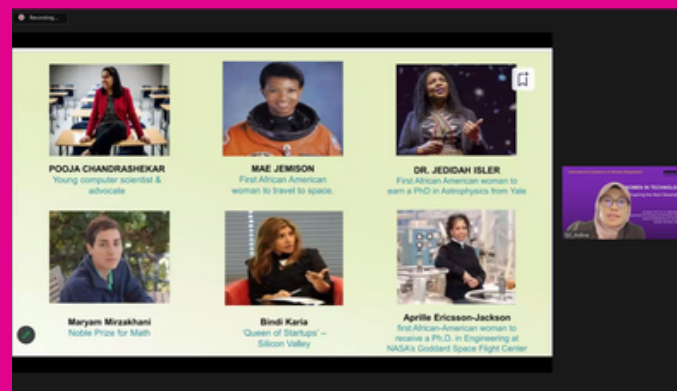 Recording...
POOJA CHANDRASHEKAR
Young computer scientist &
advocate
MAE JEMISON
First African American
woman to travel to space.
DR. JEDIDAH ISLER
First African American woman to
earn a PhD in Astrophysics from Yale
Maryam Mirzakhani
Noble Prize for Math
Bindi Karia
'Queen of Startups' –
Silicon Valley
Aprille Ericsson-Jackson
first African-American woman to
receive a Ph.D. in Engineering at
NASA's Goddard Space Flight Center
WOMEN IN TECHNOLOGY